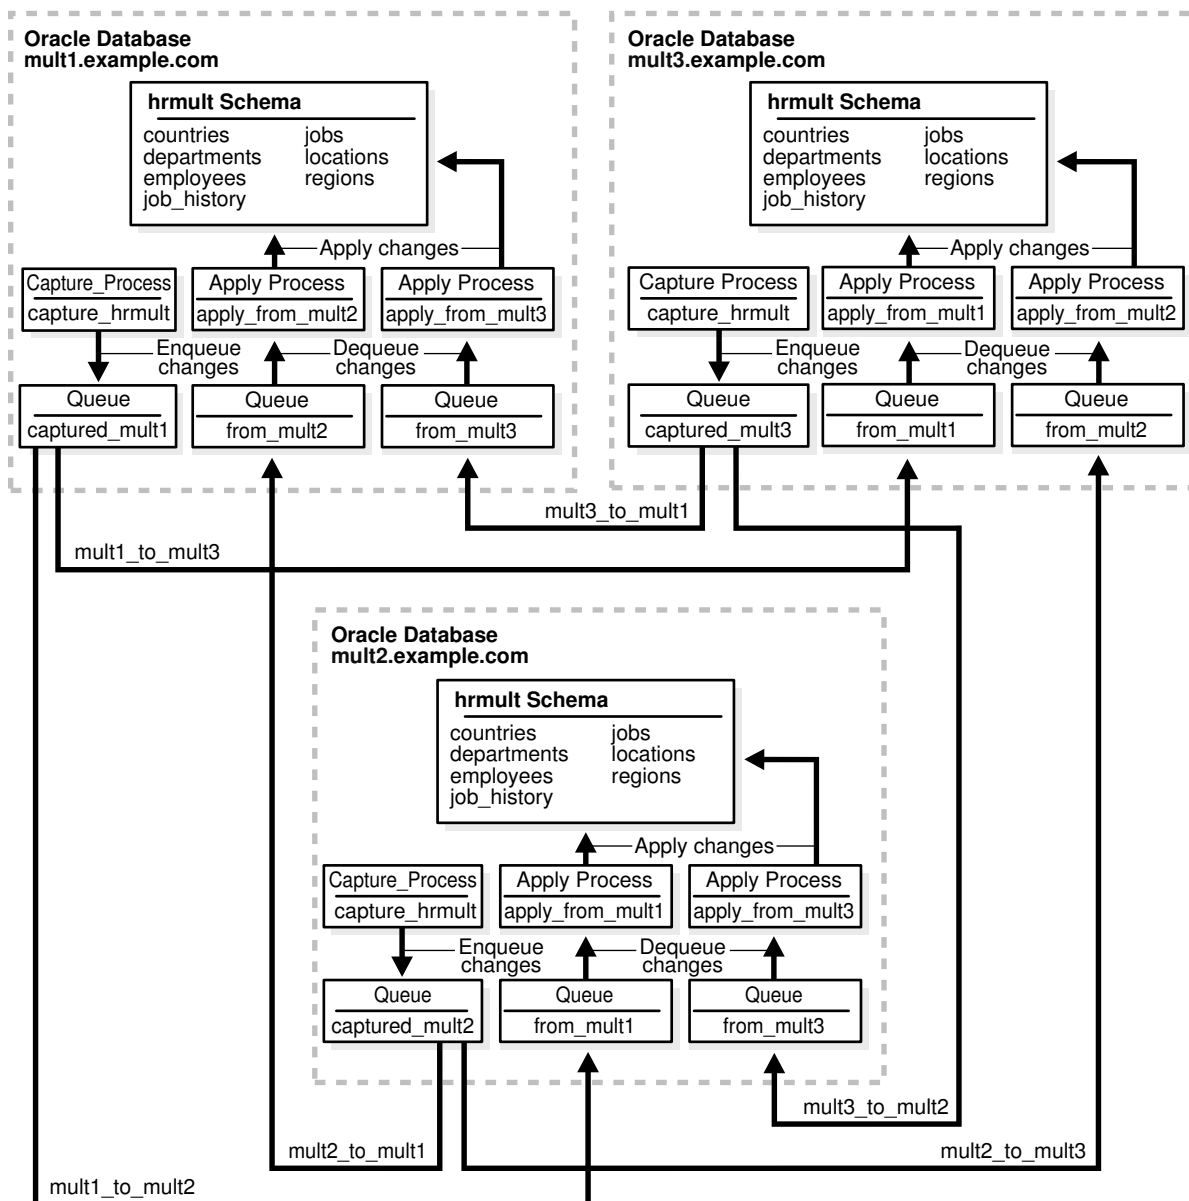 Oracle Database
mult1.example.com
hrmult Schema
countries jobs
departments locations
employees regions
job_history
Apply changes
Capture_Process
capture_hrmult
Apply Process
apply_from_mult2
Apply Process
apply_from_mult3
Enqueue
changes
Dequeue
changes
Queue
captured_mult1
Queue
from_mult2
Queue
from_mult3
Oracle Database
mult3.example.com
hrmult Schema
countries jobs
departments locations
employees regions
job_history
Apply changes
Capture Process
capture_hrmult
Apply Process
apply_from_mult1
Apply Process
apply_from_mult2
Enqueue
changes
Dequeue
changes
Queue
captured_mult3
Queue
from_mult1
Queue
from_mult2
mult3_to_mult1
mult1_to_mult3
Oracle Database
mult2.example.com
hrmult Schema
countries jobs
departments locations
employees regions
job_history
Apply changes
Capture_Process
capture_hrmult
Apply Process
apply_from_mult1
Apply Process
apply_from_mult3
Enqueue
changes
Dequeue
changes
Queue
captured_mult2
Queue
from_mult1
Queue
from_mult3
mult3_to_mult2
mult2_to_mult1
mult2_to_mult3
mult1_to_mult2